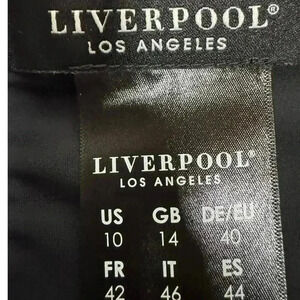 LIVERPOOL®
LOS ANGELES
LIVERPOOL®
LOS ANGELES
US GB DE/EU
10 14 40
FR IT ES
42 46 44